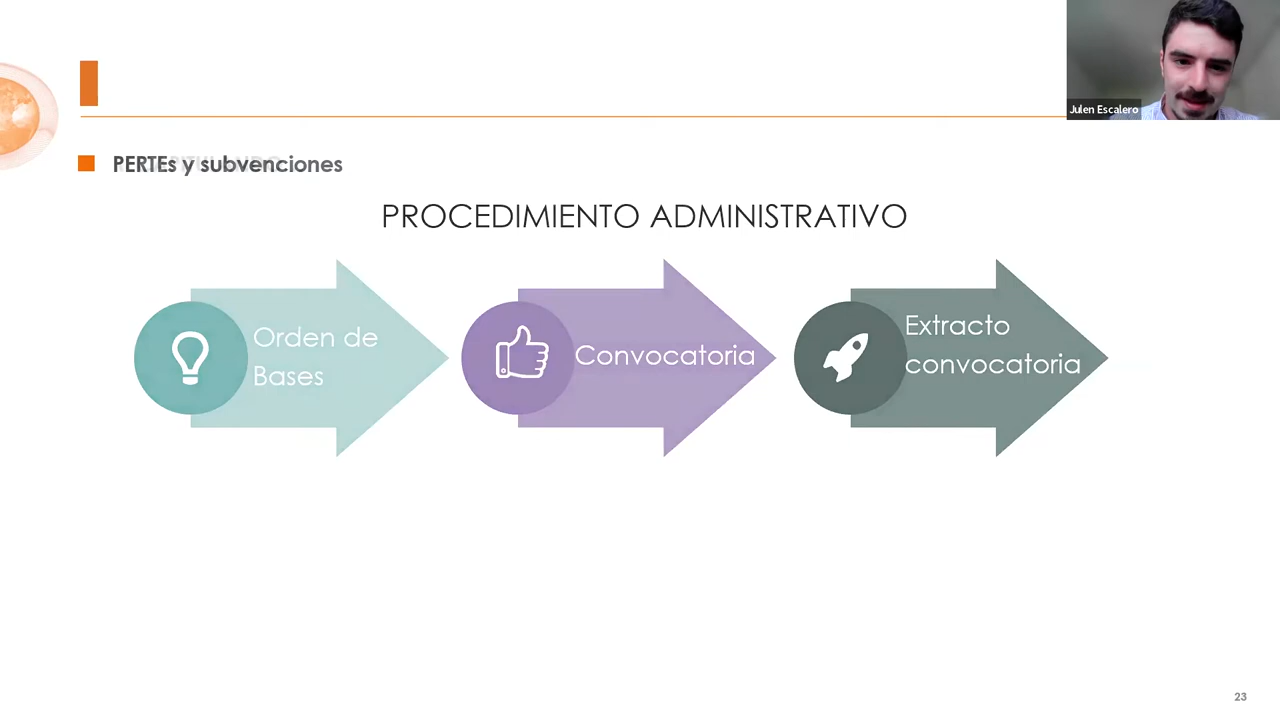 Julen Escalero
PERTEs y subvenciones
PROCEDIMIENTO ADMINISTRATIVO
Orden de
Bases
Convocatoria
Extracto
convocatoria
23